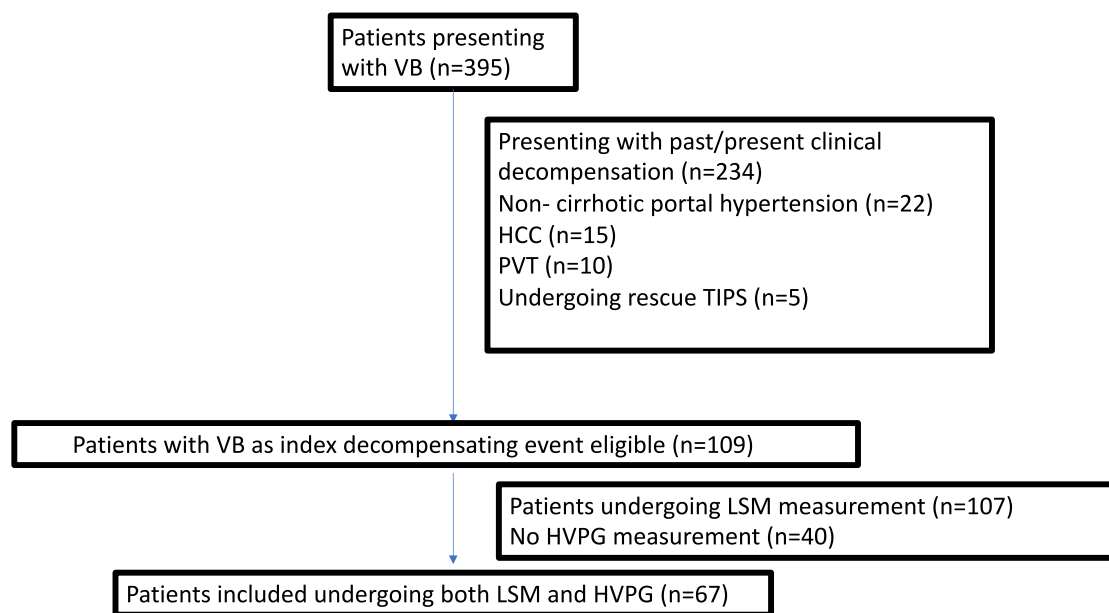 Patients presenting
with VB (n=395)
Presenting with past/present clinical
decompensation (n=234)
Non- cirrhotic portal hypertension (n=22)
HCC (n=15)
PVT (n=10)
Undergoing rescue TIPS (n=5)
Patients with VB as index decompensating event eligible (n=109)
Patients undergoing LSM measurement (n=107)
No HVPG measurement (n=40)
Patients included undergoing both LSM and HVPG (n=67)